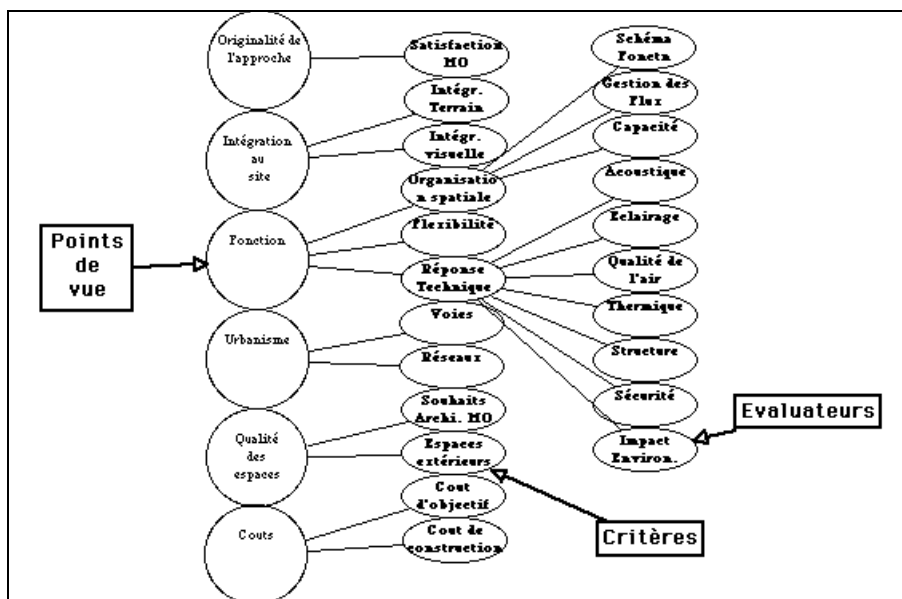 Originalité de
l'approche
Intégration
au
site
Fonction
Urbanisme
Qualité
des
espaces
Couts
Satisfaction
MO
Intégr.
Terrain
Intégr.
visuelle
Organisatio
n spatiale
Flexibilité
Réponse
Technique
Voies
Réseaux
Souhaits
Archi. MO
Espaces
extérieurs
Cout
d'objectif
Cout de
construction
Schéma
Fonctn
Gestion des
Flux
Capacité
Acoustique
Eclairage
Qualité de
l'air
Thermique
Structure
Sécurité
Impact
Environ.
Points
de
vue
Evaluateurs
Critères